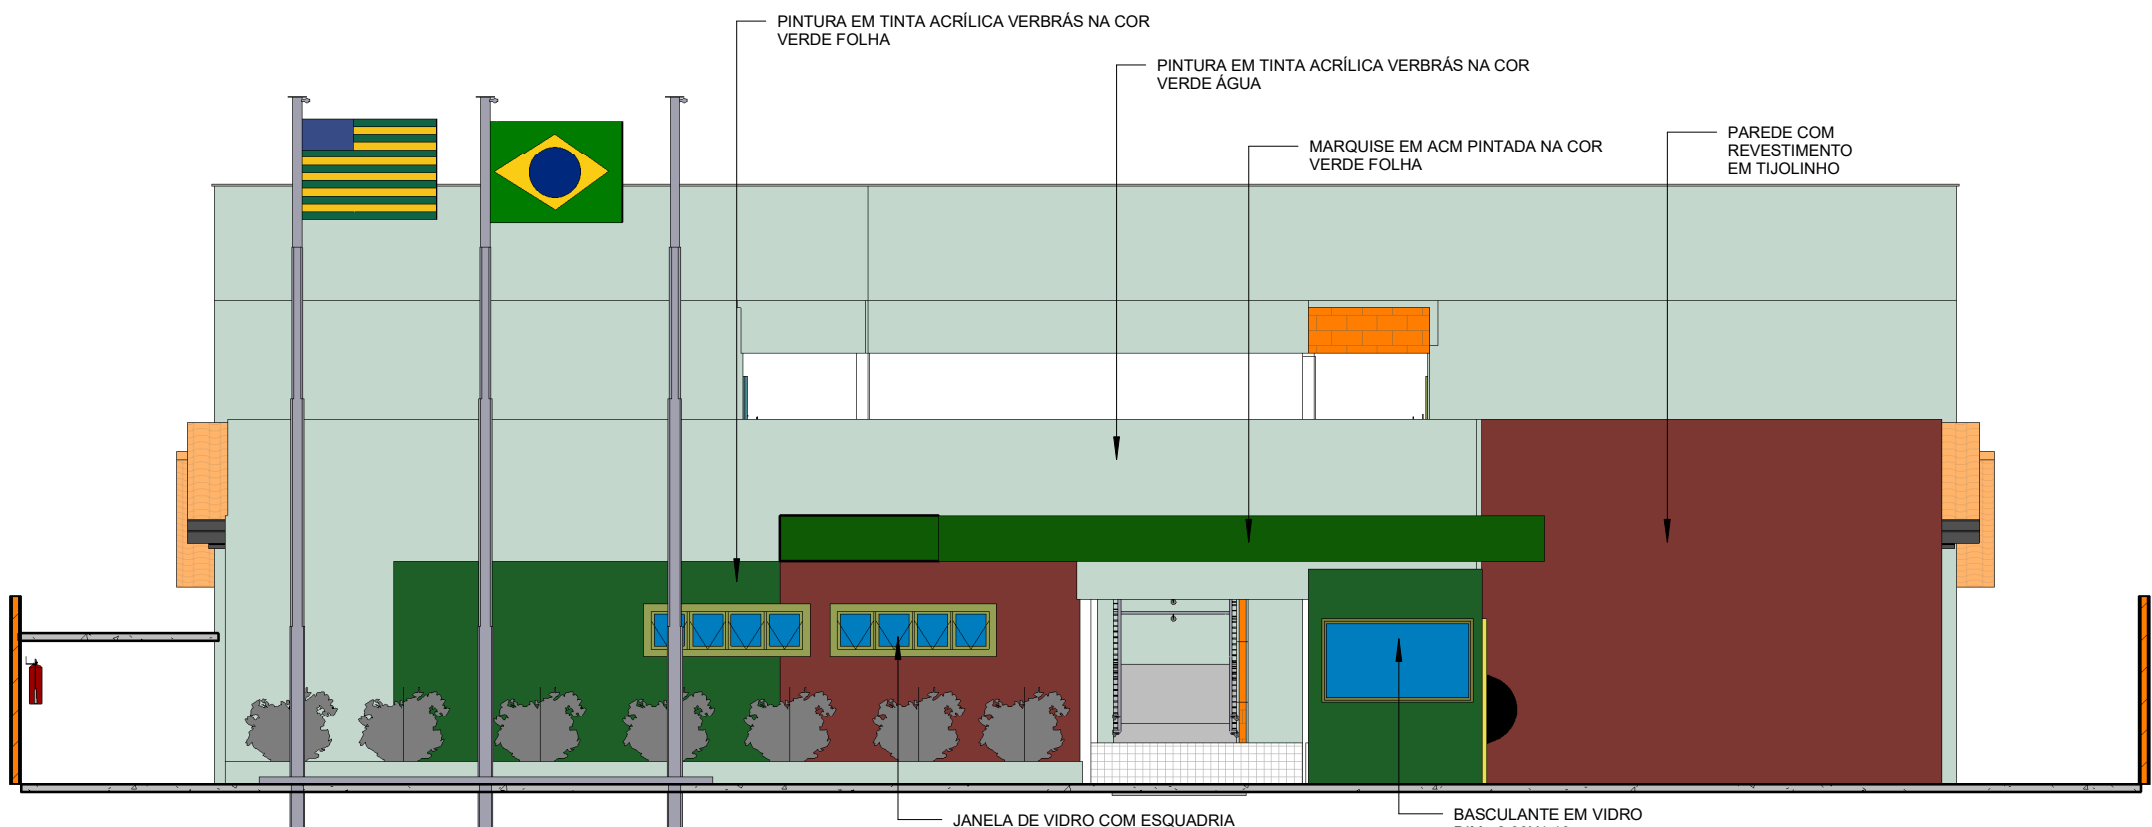 PINTURA EM TINTA ACRÍLICA VERBRÁS NA COR
VERDE FOLHA
PINTURA EM TINTA ACRÍLICA VERBRÁS NA COR
VERDE ÁGUA
MARQUISE EM ACM PINTADA NA COR
VERDE FOLHA
PAREDE COM
REVESTIMENTO
EM TIJOLINHO
JANELA DE VIDRO COM ESQUADRIA
BASCULANTE EM VIDRO